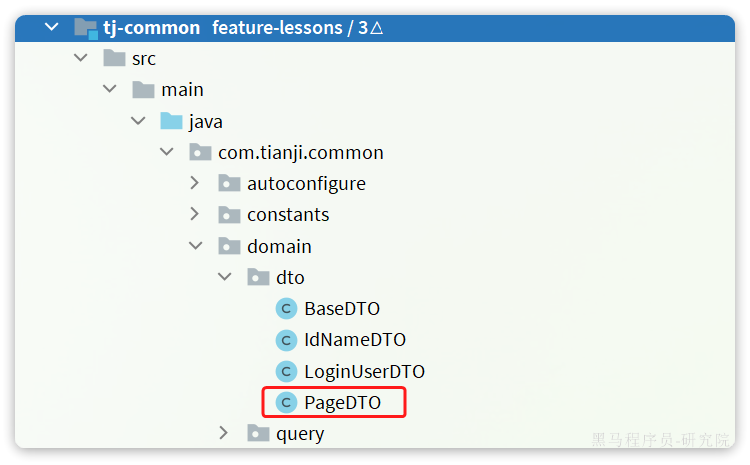 tj-common feature-lessons / 3△
src
main
java
com.tianji.common
autoconfigure
constants
domain
dto
C BaseDTO
C IdNameDTO
C LoginUserDTO
C PageDTO
query
黑马程序员-研究院